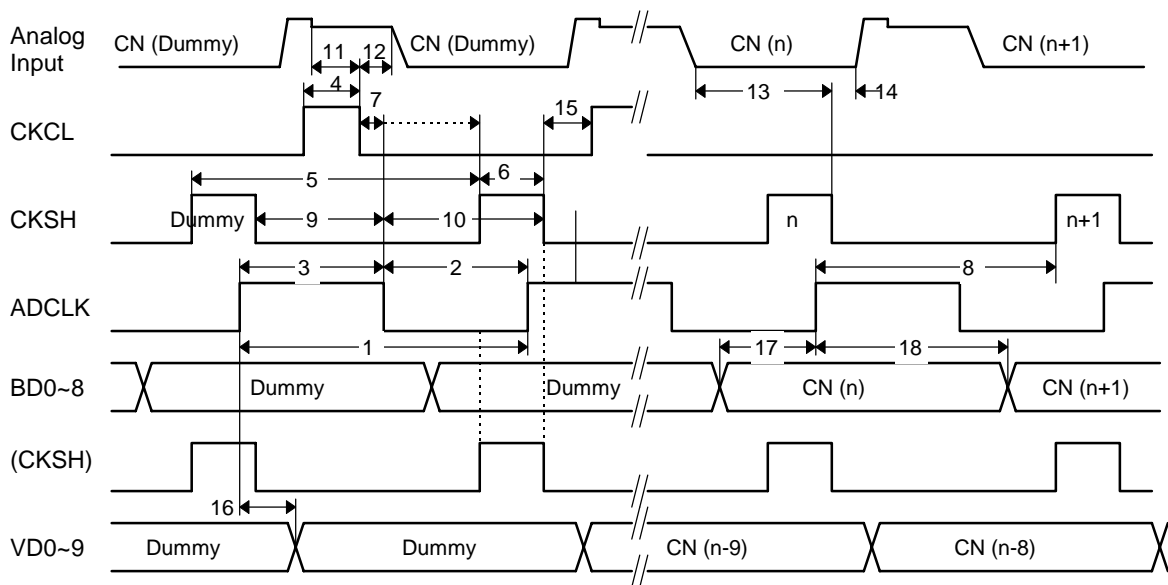 Analog
Input
CN (Dummy)
CN (Dummy)
CN (n)
CN (n+1)
11
12
4
7
13
14
15
CKCL
5
6
CKSH
Dummy
9
10
n
n+1
3
2
8
ADCLK
1
17
18
BD0~8
Dummy
Dummy
CN (n)
CN (n+1)
(CKSH)
16
VD0~9
Dummy
Dummy
CN (n-9)
CN (n-8)